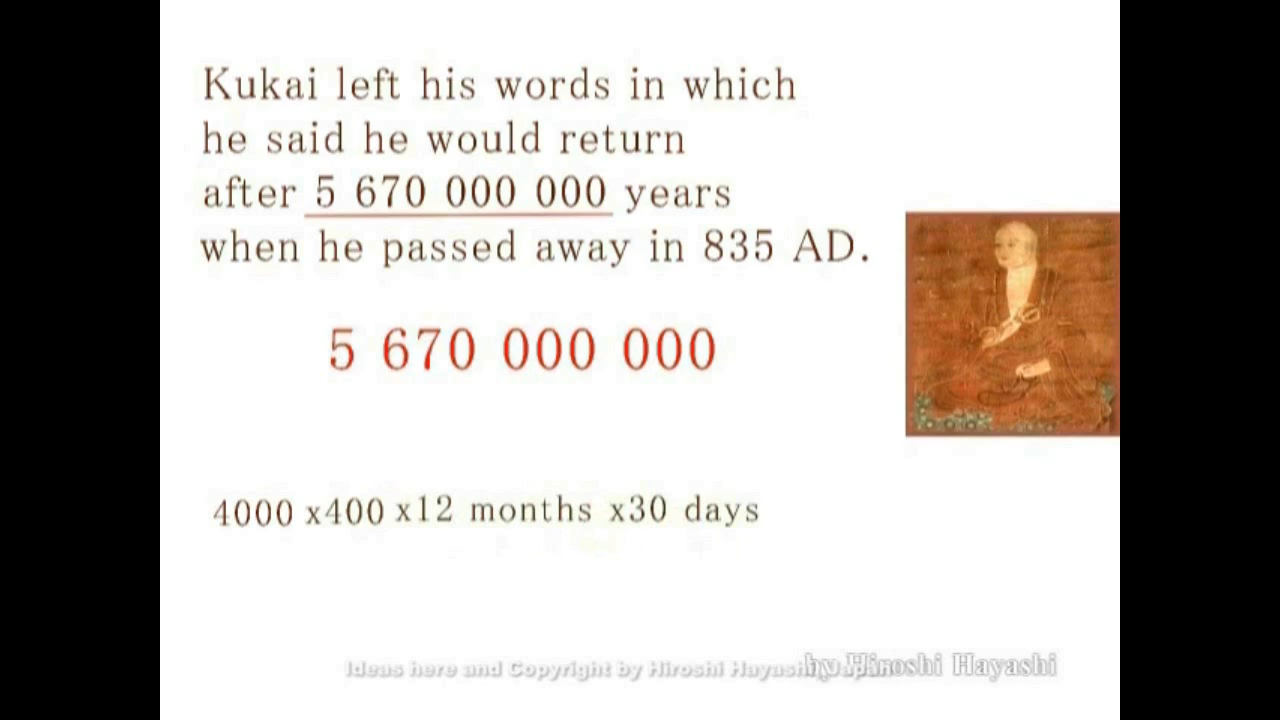 Kukai left his words in which
he said he would return
after 5 670 000 000 years
when he passed away in 835 AD.
5 670 000 000
4000 x400 x12 months x30 days
Ideas here and Copyright by Hiroshi Hayashi, Japan
by Hiroshi Hayashi